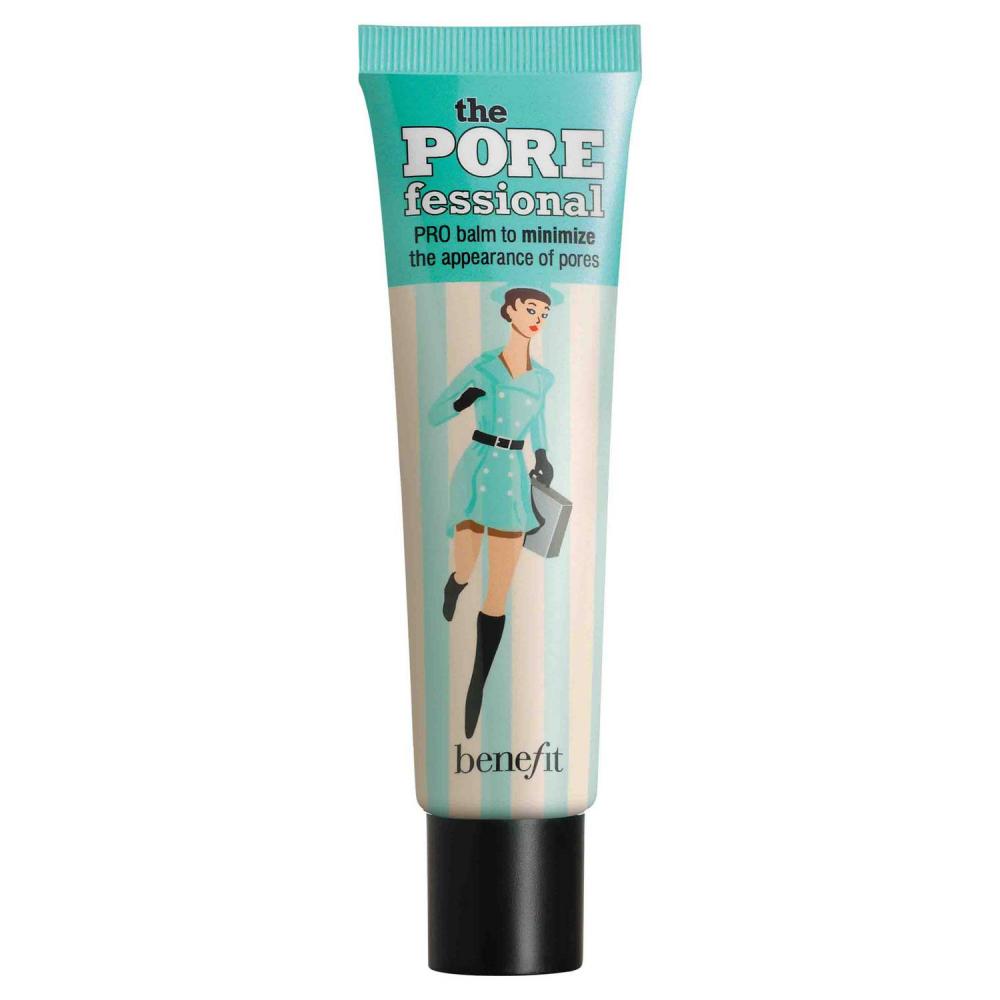 the
PORE
fessional
PRO balm to minimize
the appearance of pores
benefit